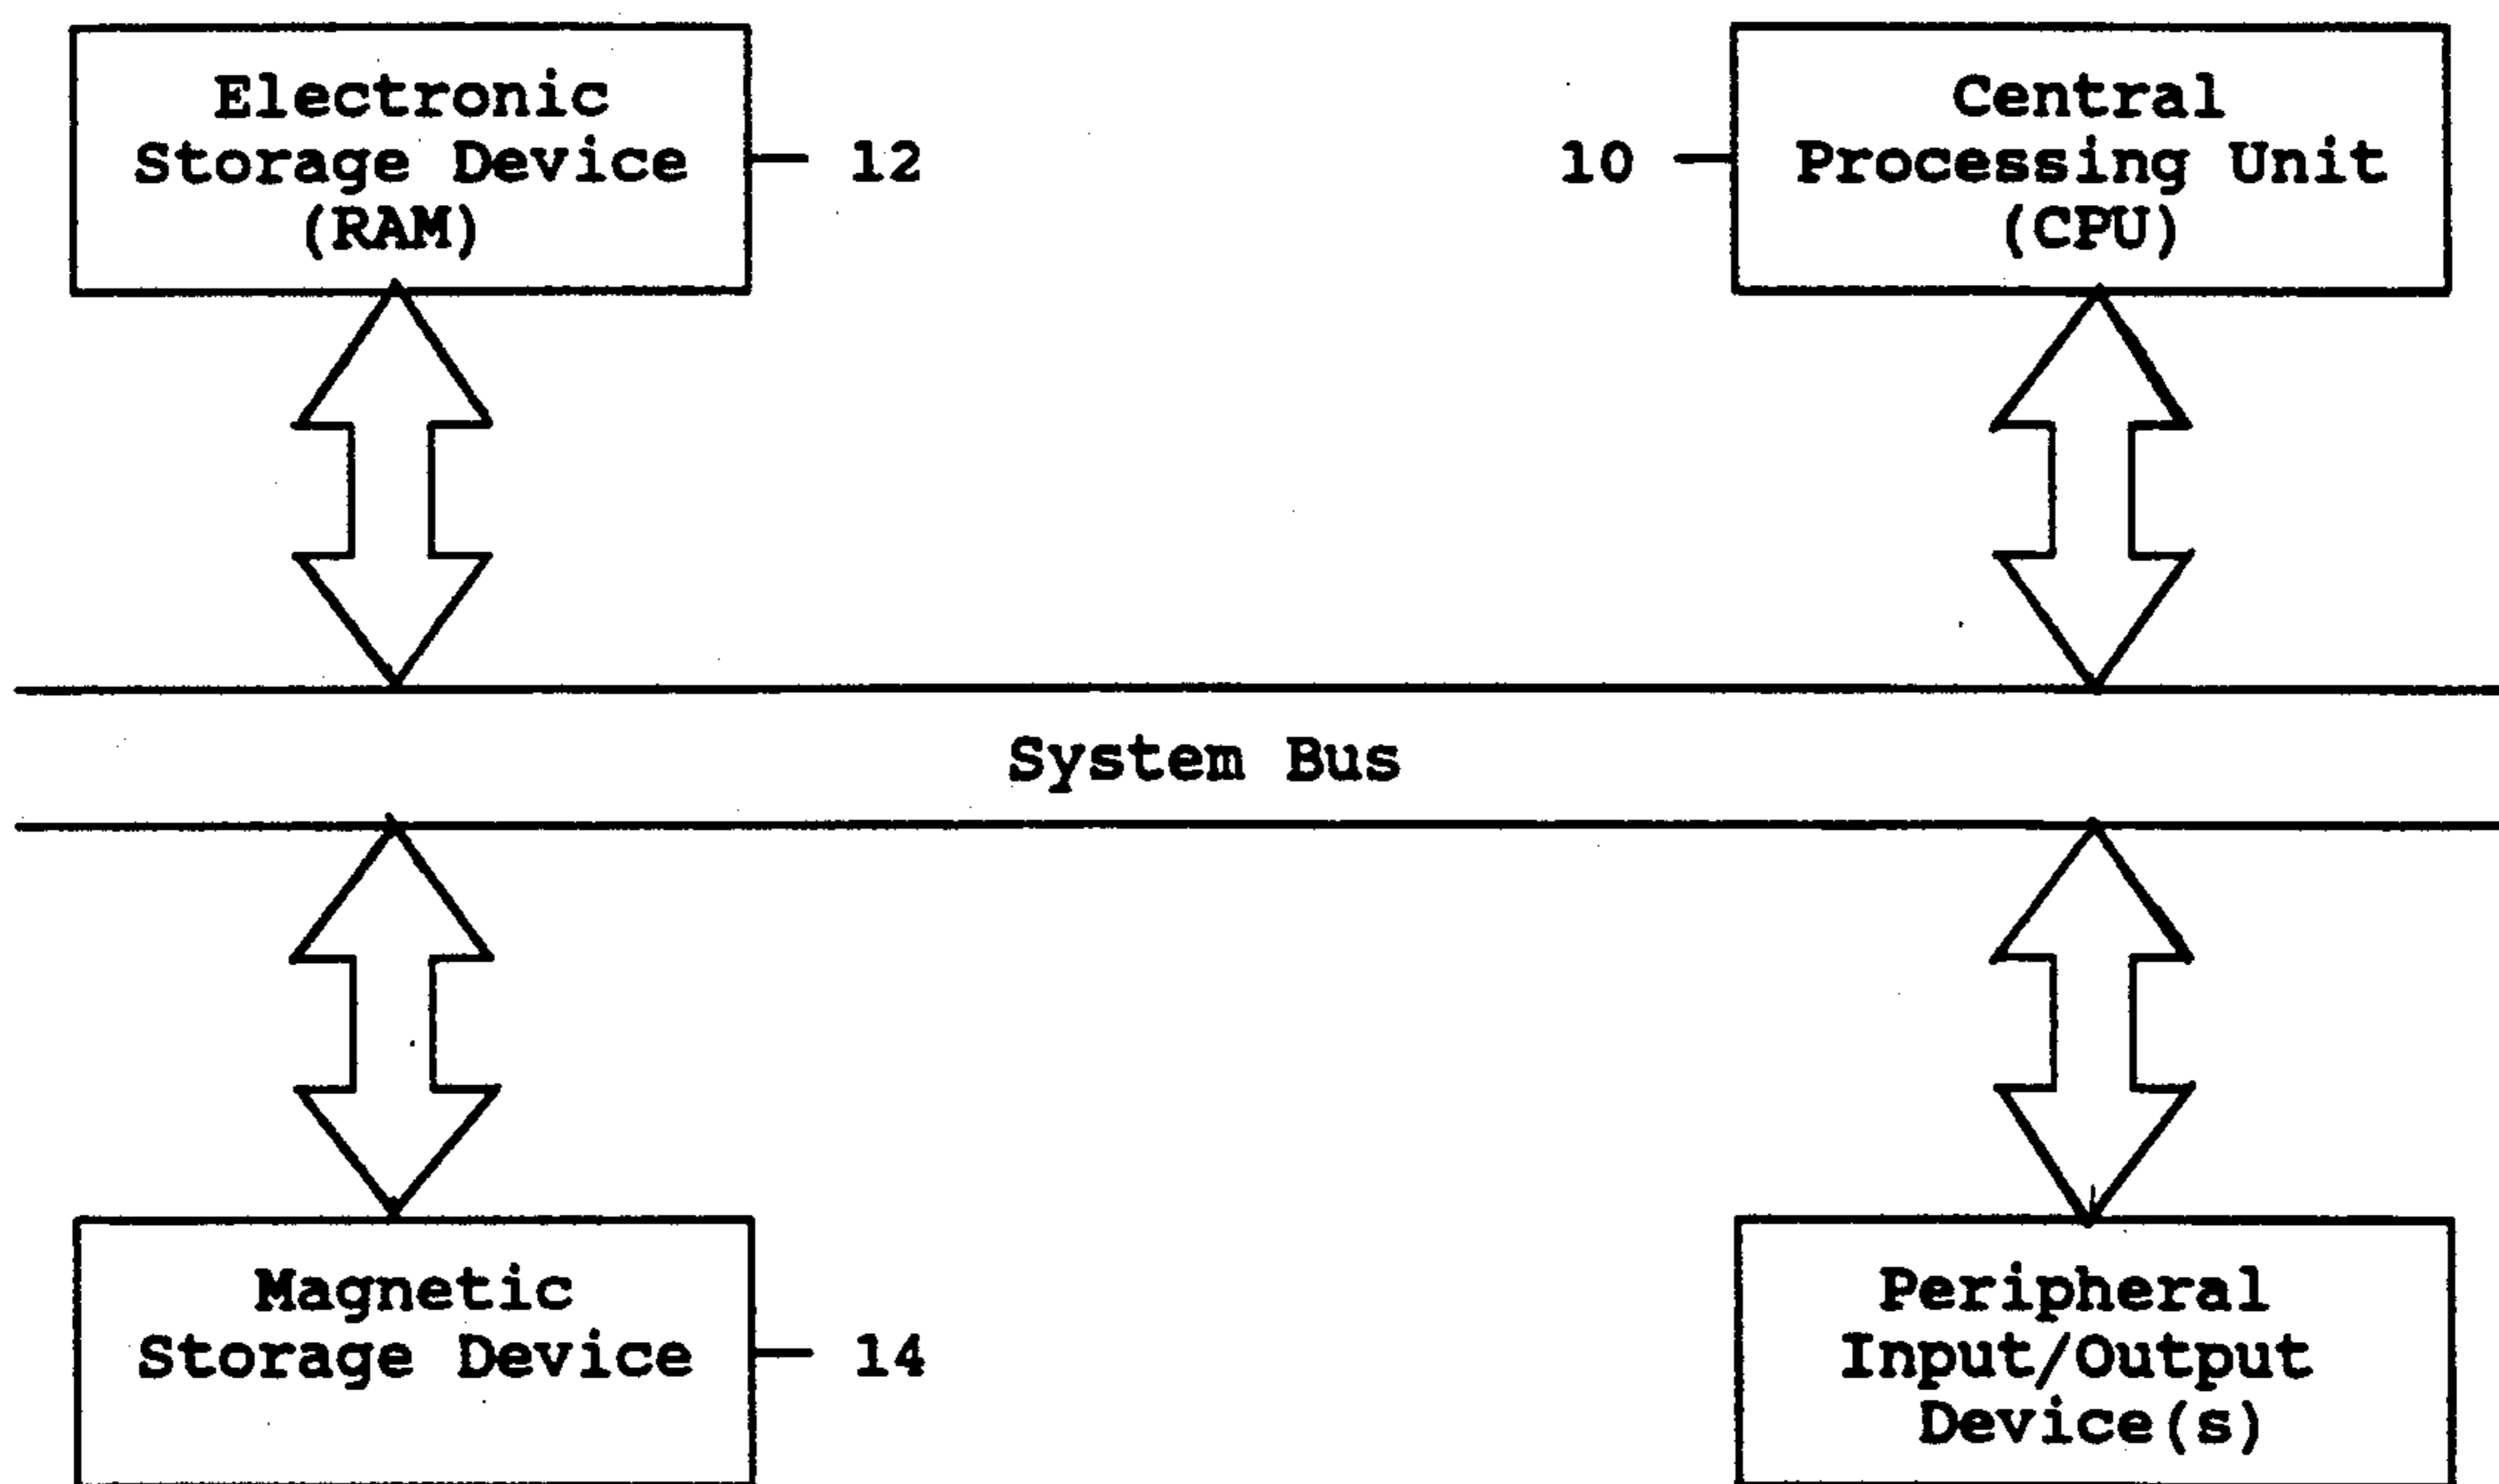 Electronic
Storage Device
(RAM)
12
10
Central
Processing Unit
(CPU)
System Bus
Magnetic
Storage Device
14
Peripheral
Input/Output
Device(s)